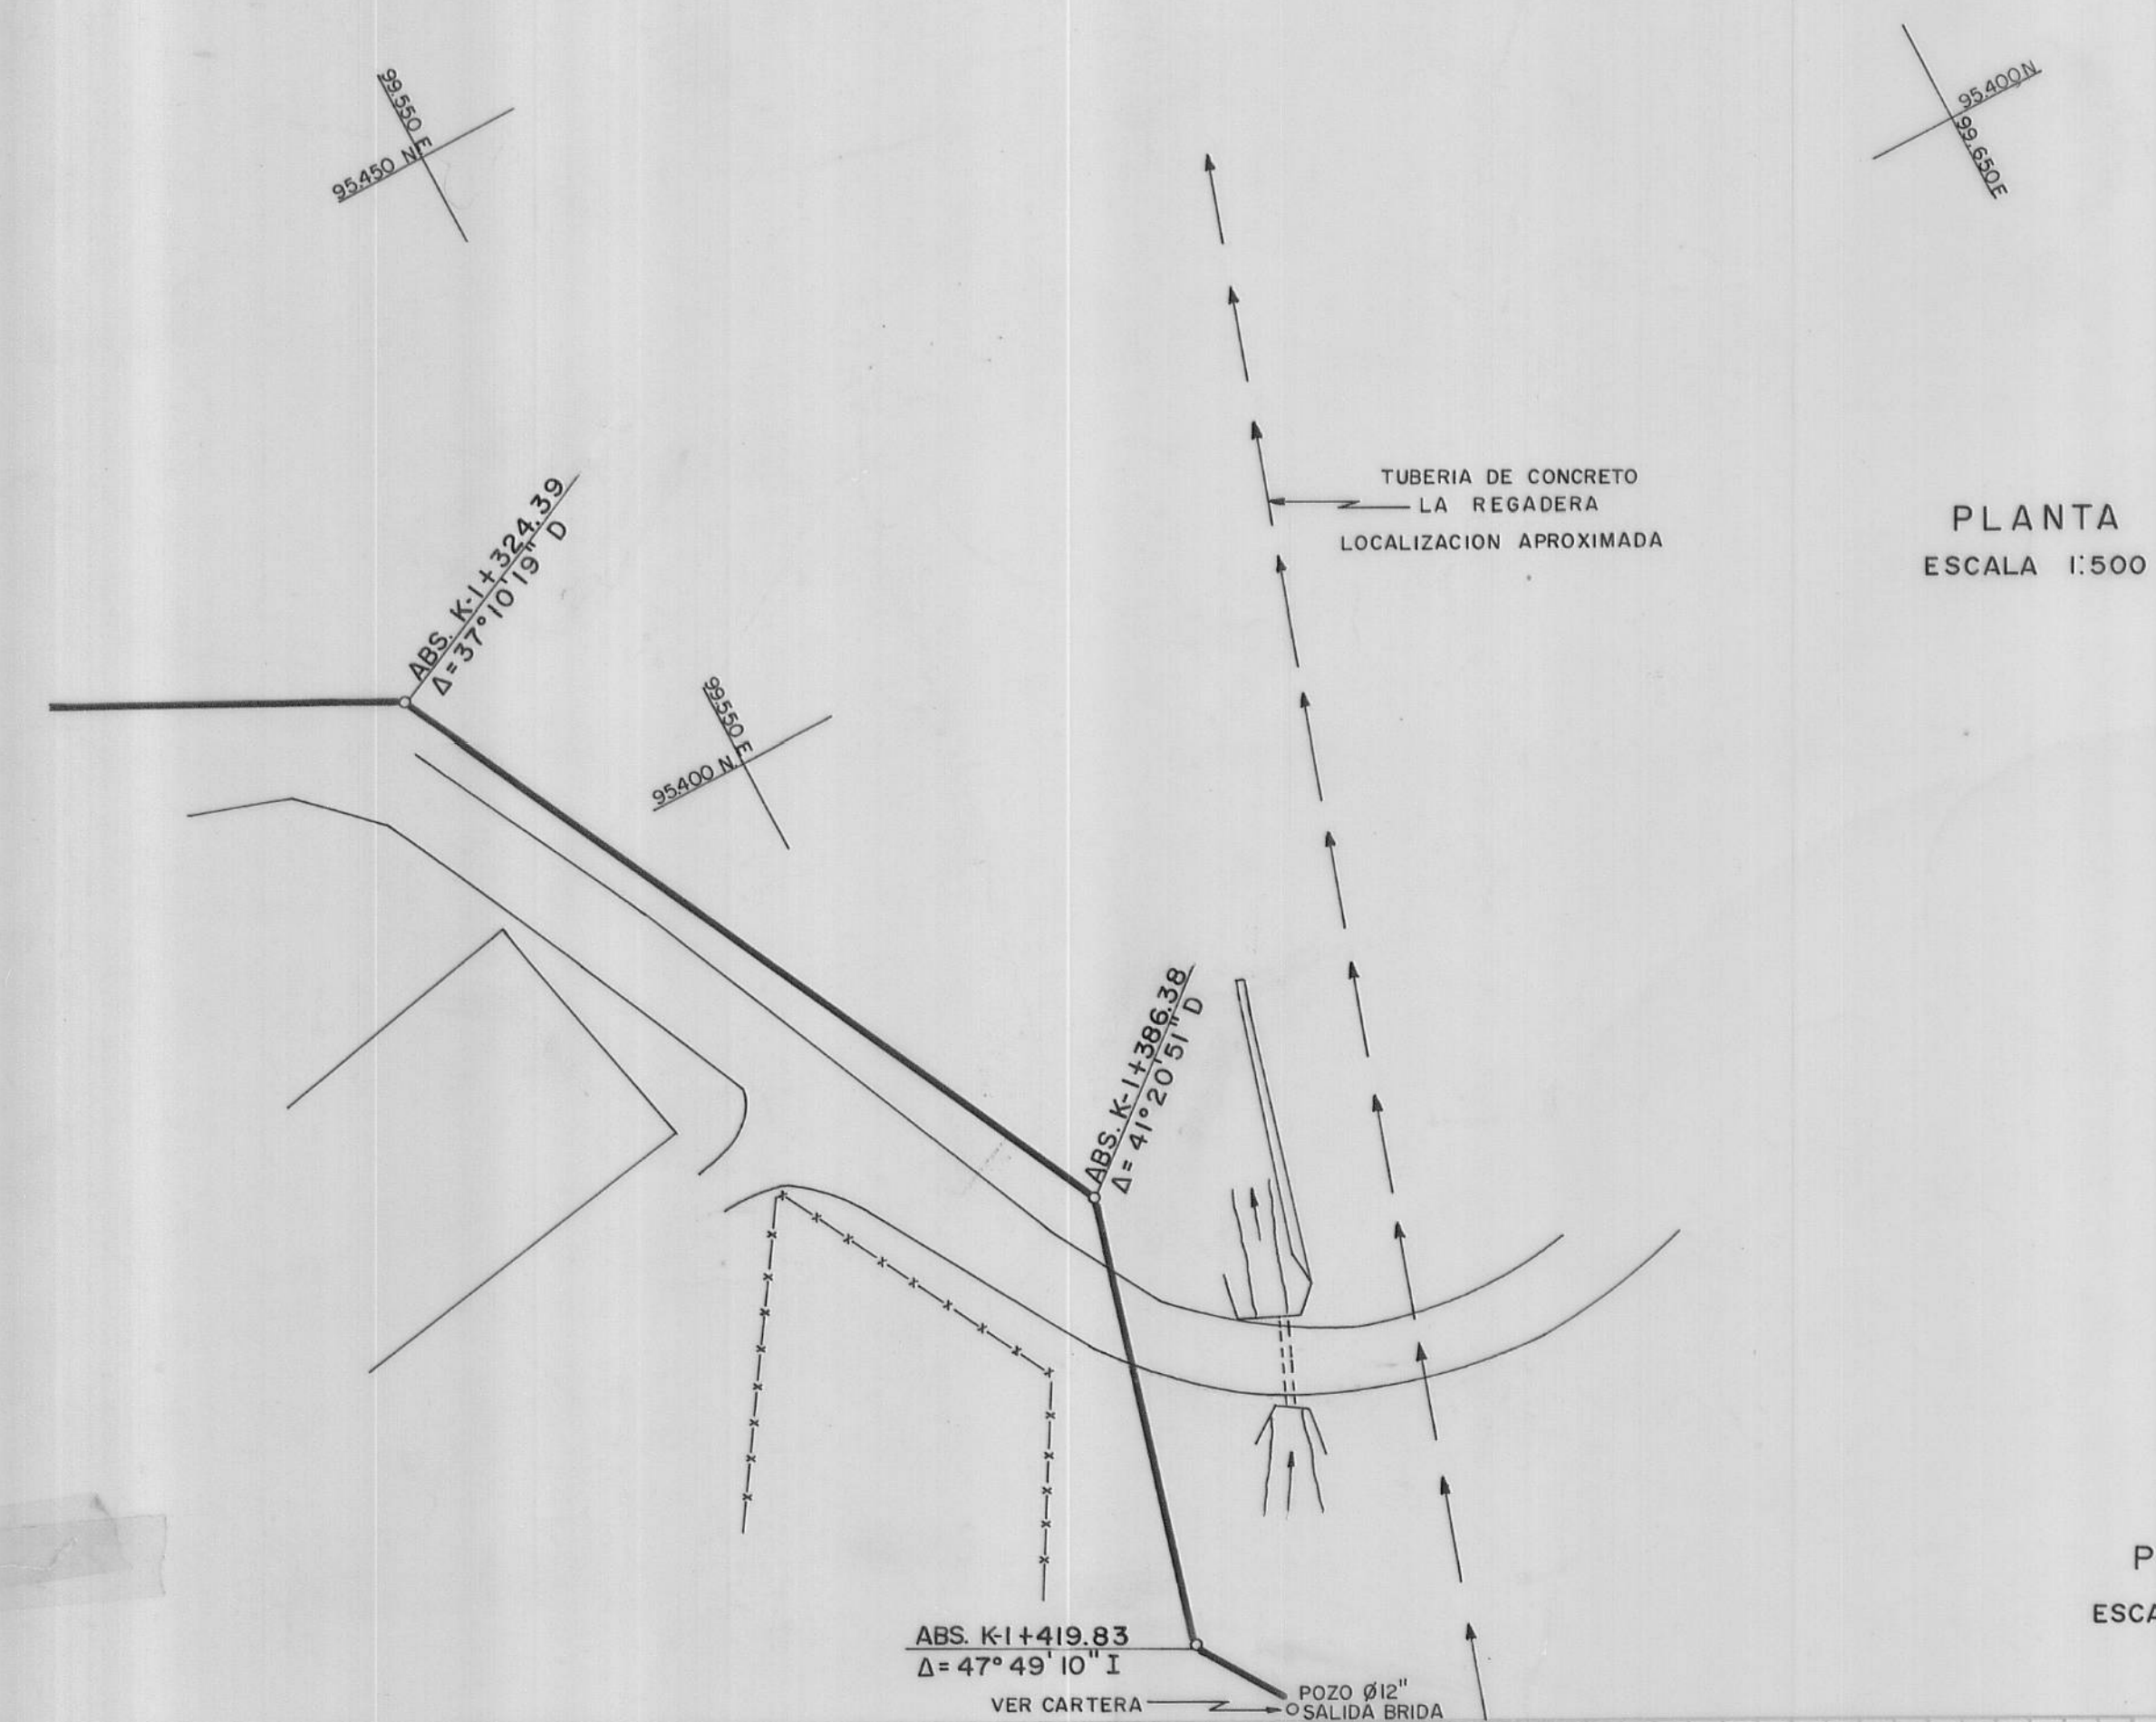 99.550 E
95.450 N
95.400 N
99.650 E
TUBERIA DE CONCRETO
LA REGADERA
LOCALIZACION APROXIMADA
PLANTA
ESCALA 1:500
ABS. K-1+324.39
Δ=37°10'19" D
99.550 E
95.400 N.
ABS. K-1+386.38
Δ=41°20'51" D
P
ESCA
ABS. K-1+419.83
Δ=47°49'10" I
VER CARTERA
POZO Ø12"
SALIDA BRIDA